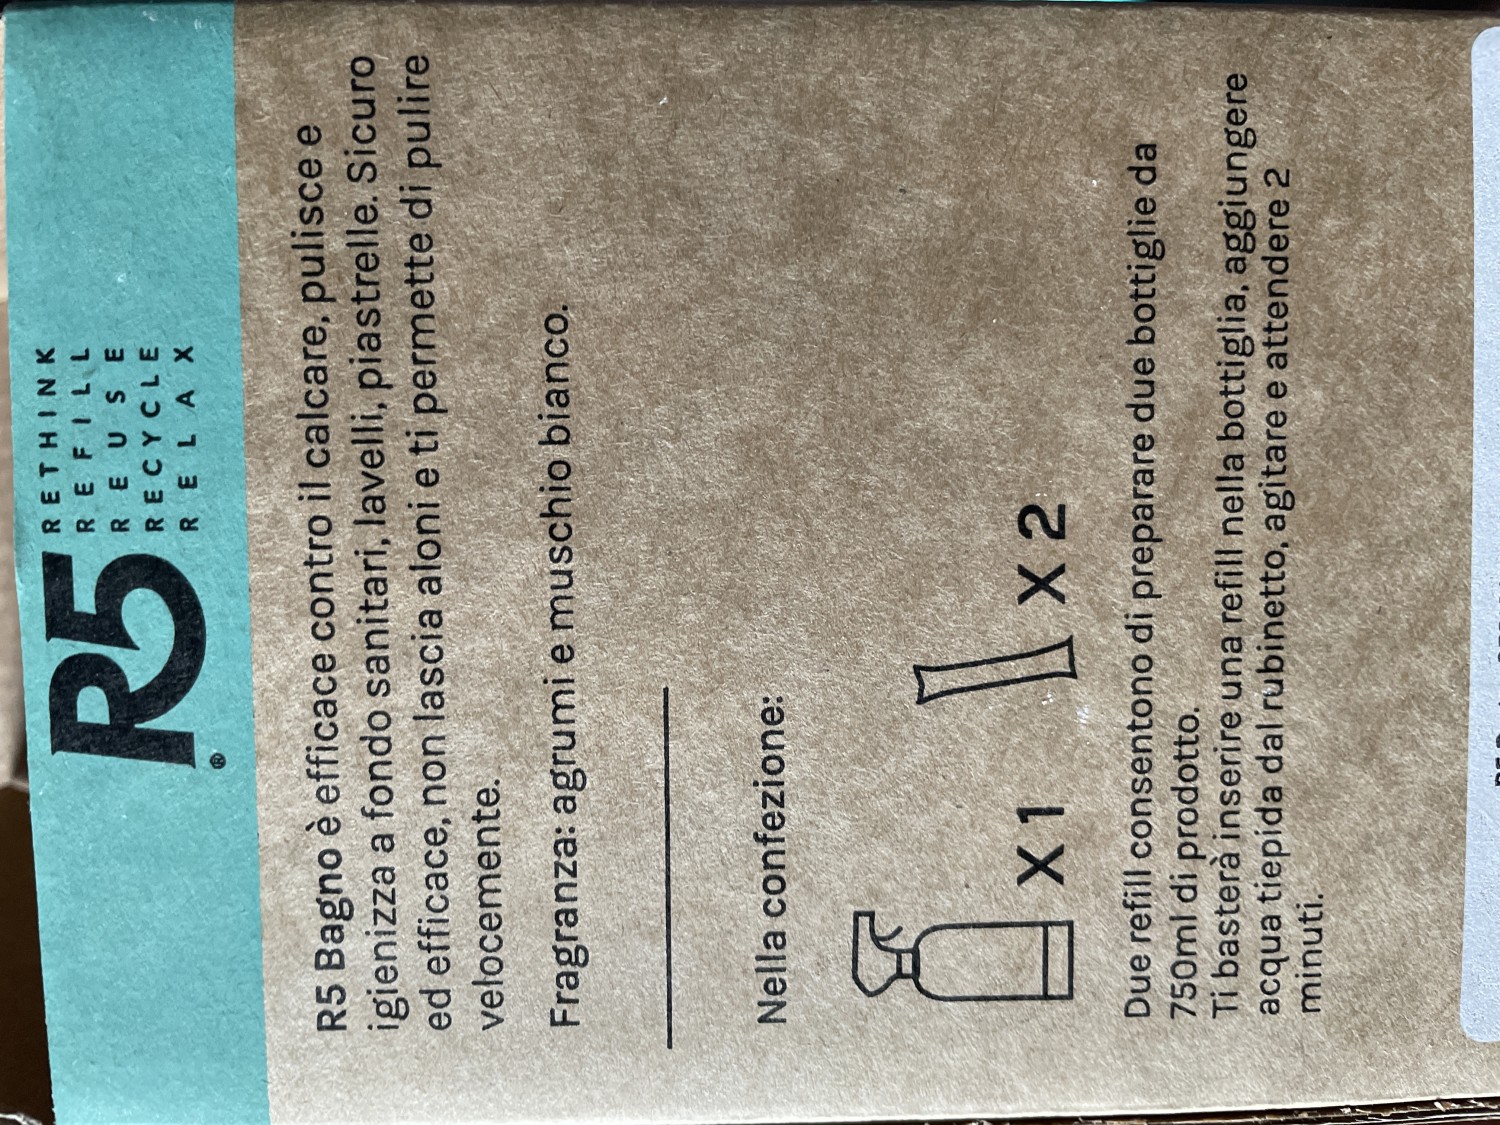 R5
RETHINK
REFILL
REUSE
RECYCLE
RELAX
®
R5 Bagno è efficace contro il calcare, pulisce e
igienizza a fondo sanitari, lavelli, piastrelle. Sicuro
ed efficace, non lascia aloni e ti permette di pulire
velocemente.
Fragranza: agrumi e muschio bianco.
Nella confezione:
X 1
X 2
Due refill consentono di preparare due bottiglie da
750ml di prodotto.
Ti basterà inserire una refill nella bottiglia, aggiungere
acqua tiepida dal rubinetto, agitare e attendere 2
minuti.